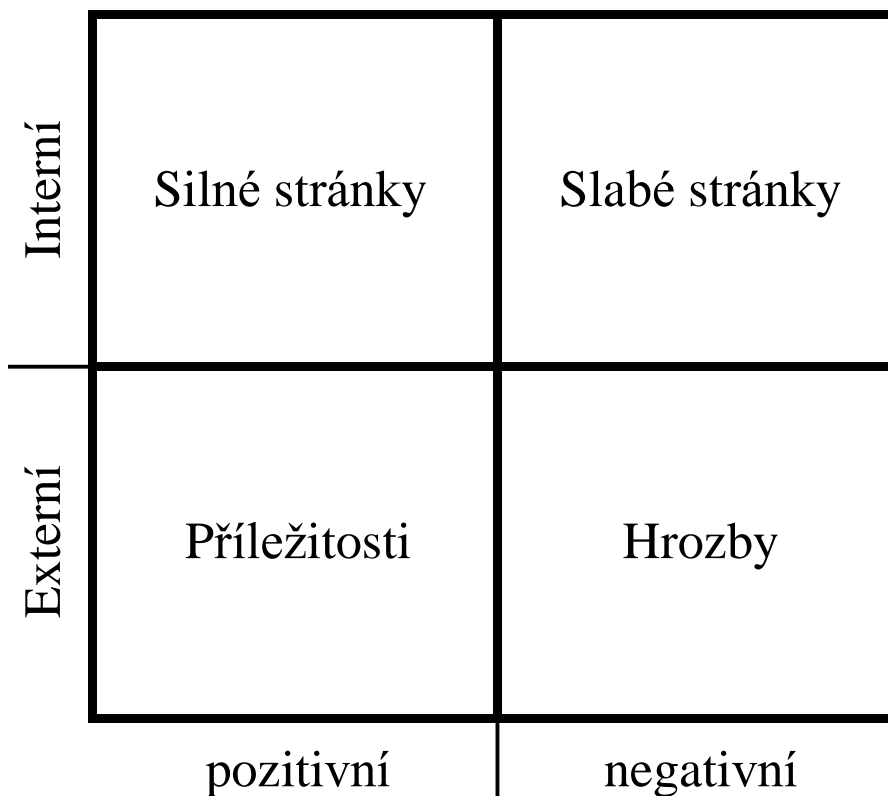 Interní
Silné stránky
Slabé stránky
Externí
Příležitosti
Hrozby
pozitivní
negativní